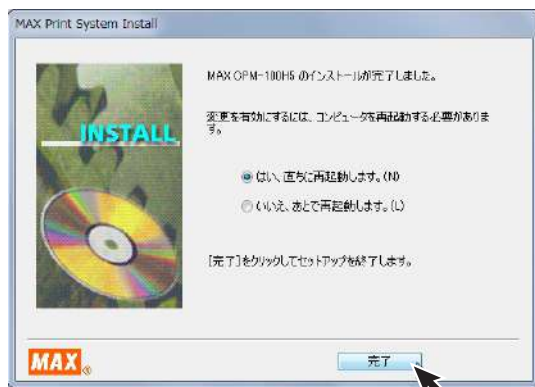 MAX Print System Install
MAX CPM-100H5 のインストールが完了しました。
変更を有効にするには、コンピュータを再起動する必要がありま
す。
INSTALL
はい、直ちに再起動します。(N)
いいえ、あとで再起動します。(L)
[完了]をクリックしてセットアップを終了します。
MAX®
完了